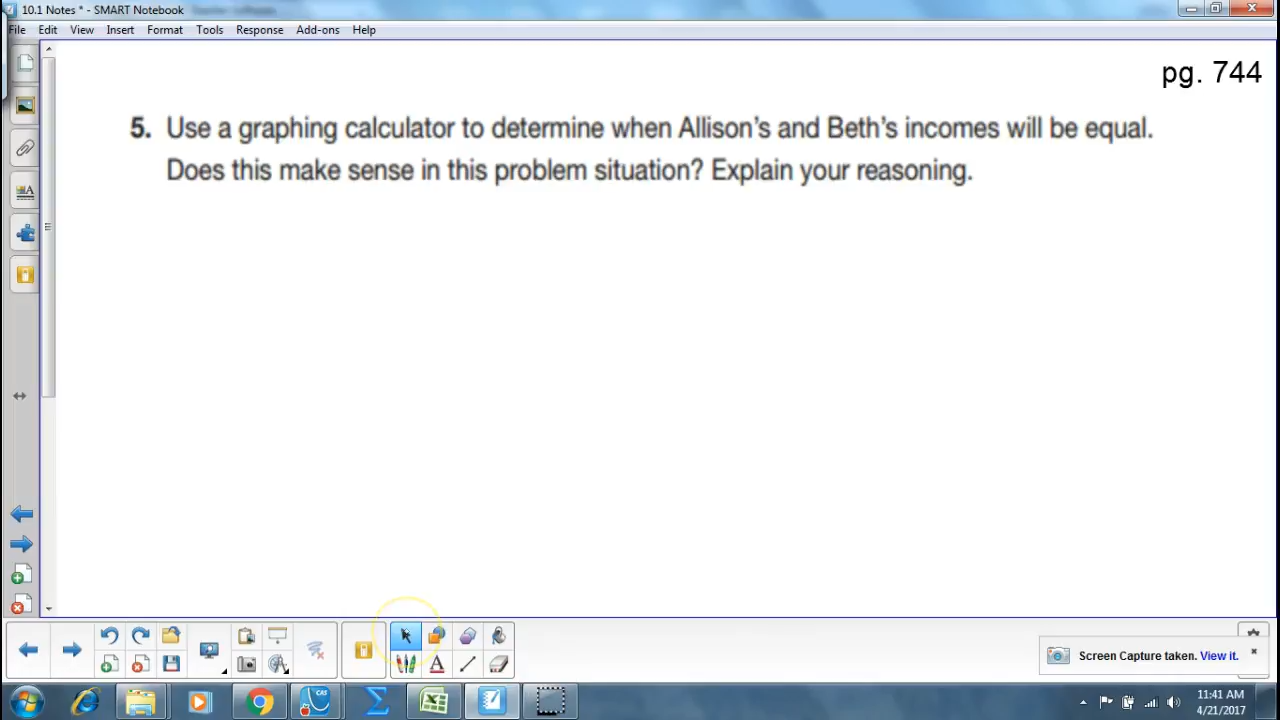 10.1 Notes * - SMART Notebook
File Edit View Insert Format Tools Response Add-ons Help
pg. 744
5. Use a graphing calculator to determine when Allison's and Beth's incomes will be equal.
Does this make sense in this problem situation? Explain your reasoning.
Screen Capture taken. View it.
CAS
11:41 AM
4/21/2017